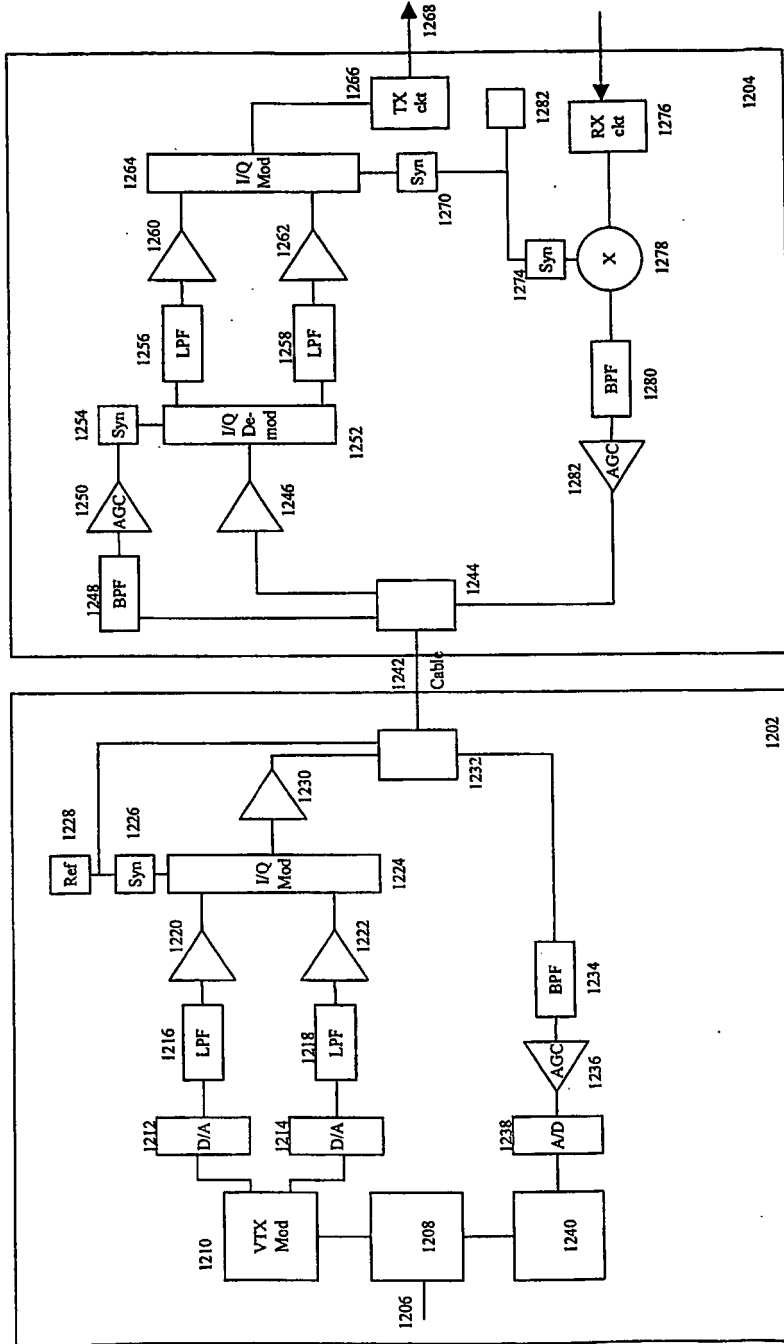 1202
1206
1208
1210
VTX
Mod
1212
D/A
1214
D/A
1216
LPF
1218
LPF
1220
1222
1224
I/Q
Mod
1226
Syn
1228
Ref
1230
1232
1234
BPF
1236
AGC
1238
A/D
1240
1242
Cable
1204
1244
1246
1248
BPF
1250
AGC
1254
Syn
1252
I/Q
De-
mod
1256
LPF
1258
LPF
1260
1262
1264
I/Q
Mod
1266
TX
ckt
1268
1270
Syn
1282
1274
Syn
1276
RX
ckt
1278
X
1280
BPF
1282
AGC